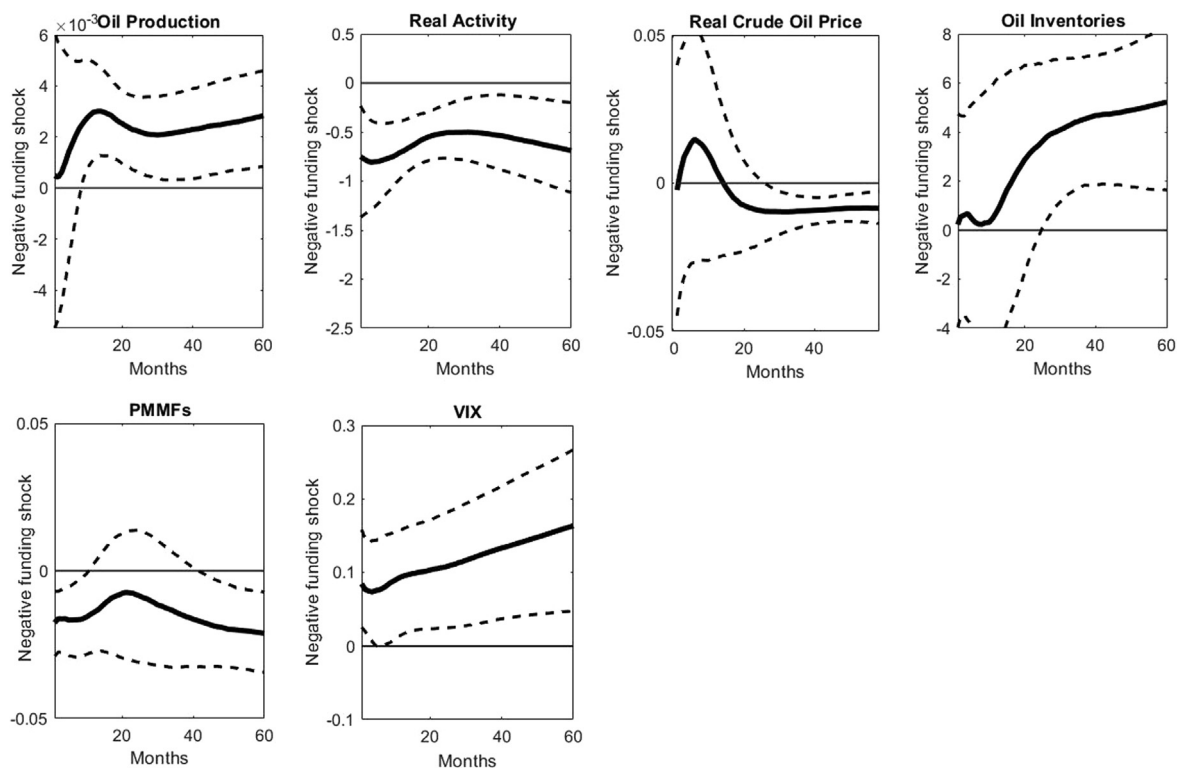 ×10⁻³ Oil Production
6
4
2
0
-2
-4
20
40
60
Months
Negative funding shock
Real Activity
0.5
0
-0.5
-1
-1.5
-2
-2.5
20
40
60
Months
Negative funding shock
Real Crude Oil Price
0.05
0
-0.05
0
20
40
Months
Negative funding shock
Oil Inventories
8
6
4
2
0
-2
-4
20
40
60
Months
Negative funding shock
PMMFs
0.05
0
-0.05
20
40
60
Months
Negative funding shock
VIX
0.3
0.2
0.1
0
-0.1
20
40
60
Months
Negative funding shock